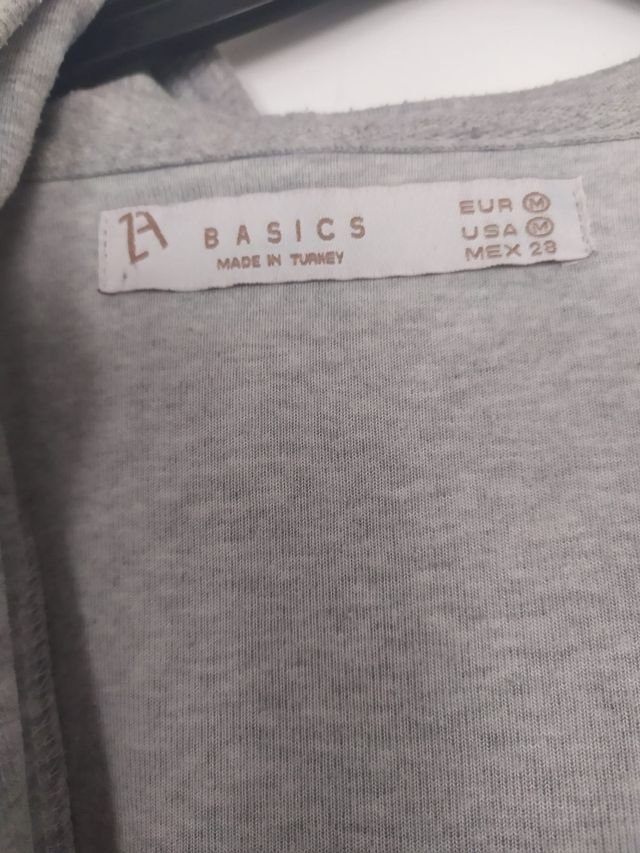 ZA BASICS
MADE IN TURKEY
EUR M
USA M
MEX 28